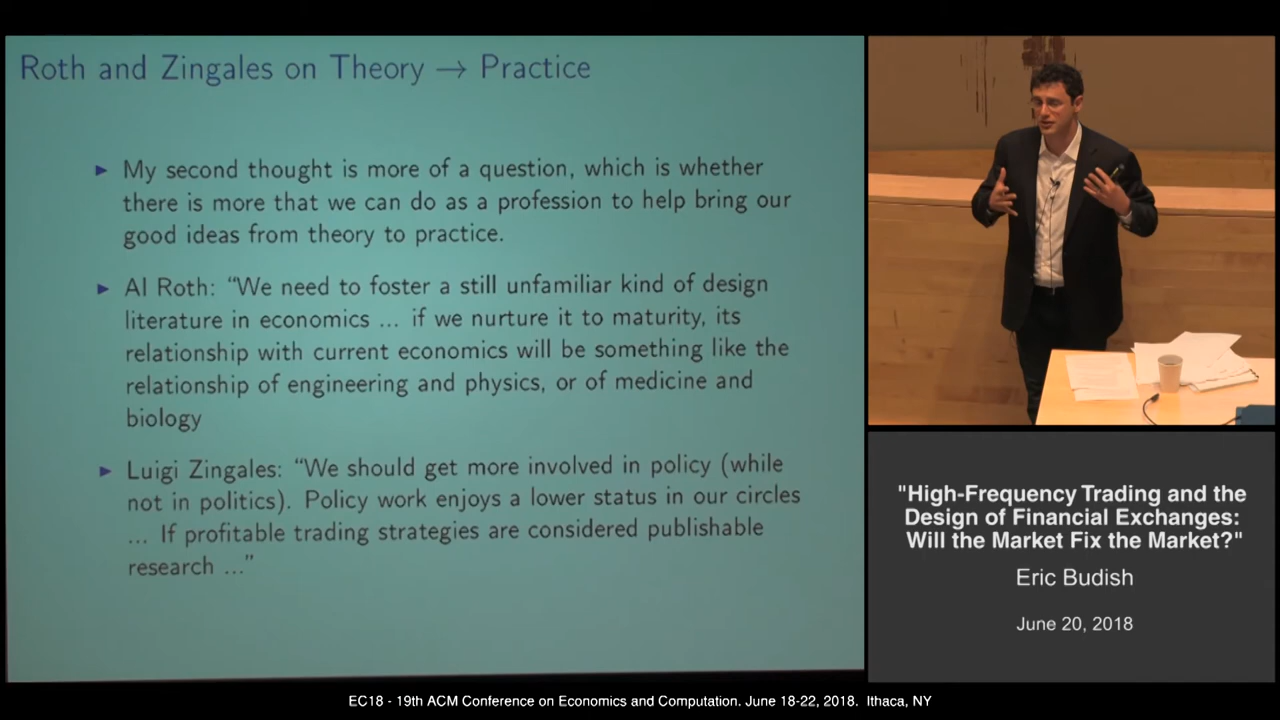 Roth and Zingales on Theory → Practice
► My second thought is more of a question, which is whether
there is more that we can do as a profession to help bring our
good ideas from theory to practice.
► Al Roth: “We need to foster a still unfamiliar kind of design
literature in economics ... if we nurture it to maturity, its
relationship with current economics will be something like the
relationship of engineering and physics, or of medicine and
biology
► Luigi Zingales: “We should get more involved in policy (while
not in politics). Policy work enjoys a lower status in our circles
... If profitable trading strategies are considered publishable
research ...”
"High-Frequency Trading and the
Design of Financial Exchanges:
Will the Market Fix the Market?"
Eric Budish
June 20, 2018
EC18 - 19th ACM Conference on Economics and Computation. June 18-22, 2018. Ithaca, NY